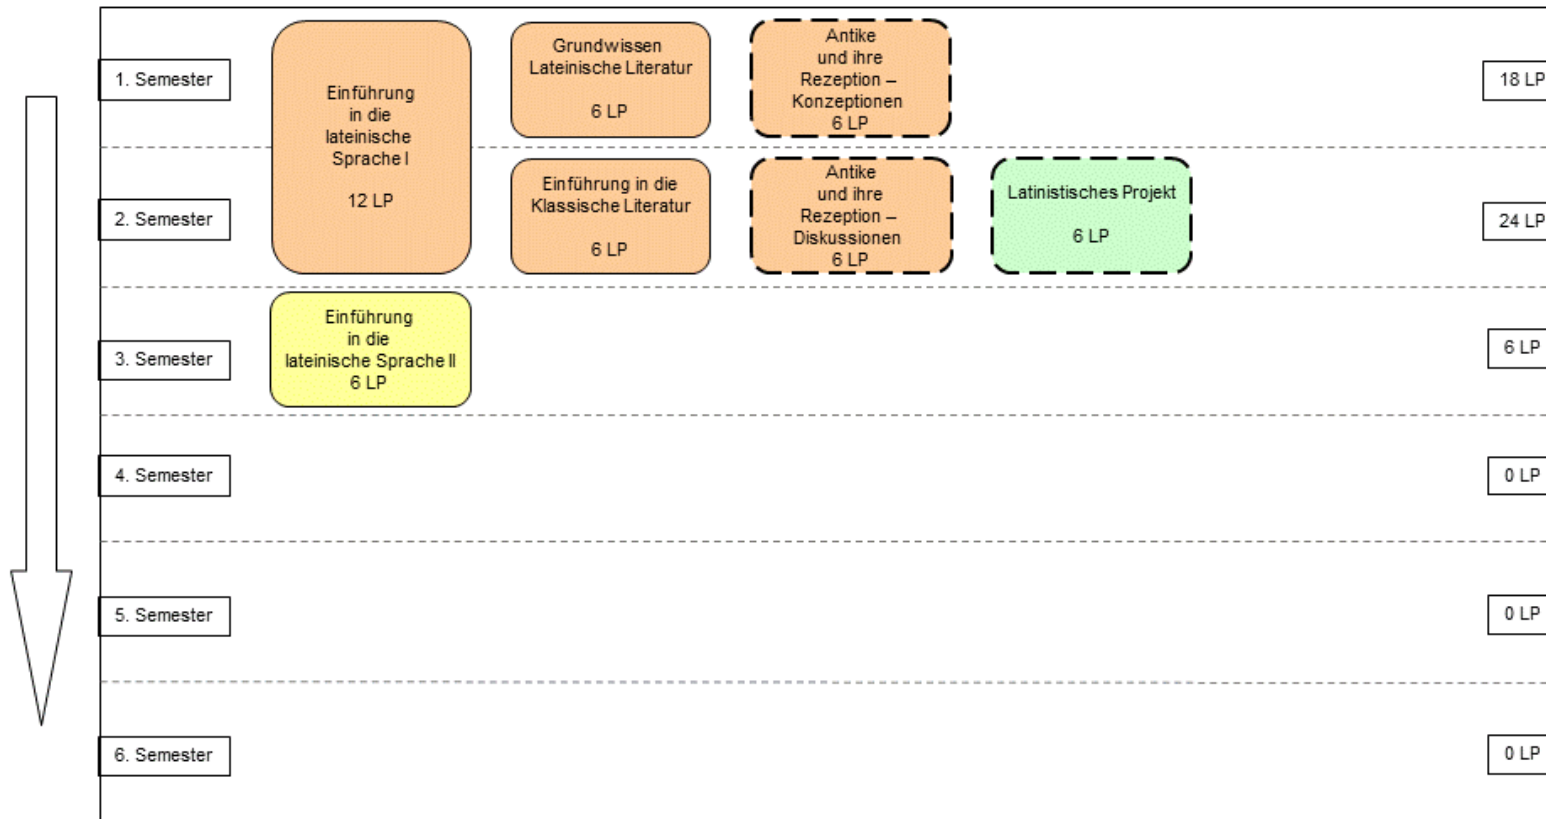 1. Semester
Einführung
in die
lateinische
Sprache I
12 LP
Grundwissen
Lateinische Literatur
6 LP
Antike
und ihre
Rezeption –
Konzeptionen
6 LP
18 LP
2. Semester
Einführung in die
Klassische Literatur
6 LP
Antike
und ihre
Rezeption –
Diskussionen
6 LP
Latinistisches Projekt
6 LP
24 LP
3. Semester
Einführung
in die
lateinische Sprache II
6 LP
6 LP
4. Semester
0 LP
5. Semester
0 LP
6. Semester
0 LP